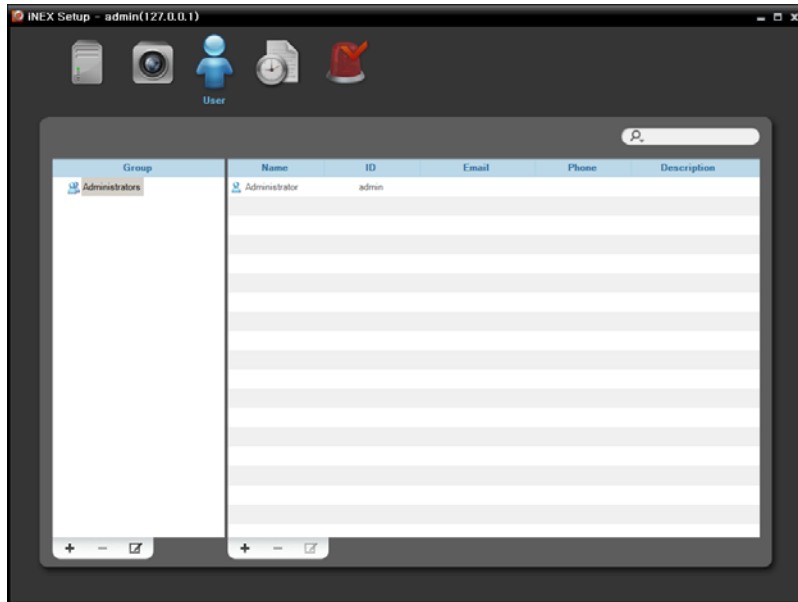 iNEX Setup - admin(127.0.0.1)
User
Group
Name ID Email Phone Description
Administrators
Administrator admin